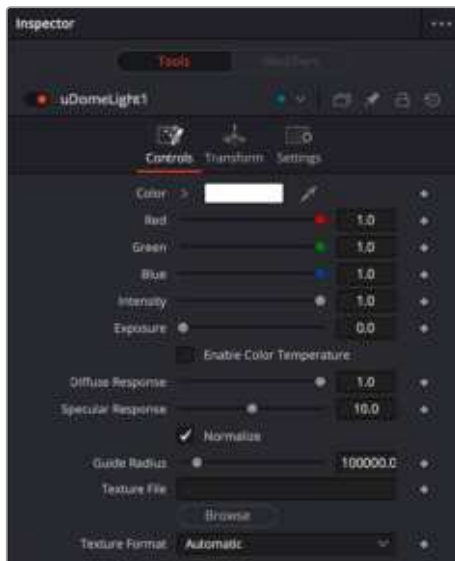 Inspector
Tools Modifiers
uDomeLight1
Controls Transform Settings
Color
Red 1.0
Green 1.0
Blue 1.0
Intensity 1.0
Exposure 0.0
Enable Color Temperature
Diffuse Response 1.0
Specular Response 10.0
Normalize
Guide Radius 100000.0
Texture File
Browse
Texture Format Automatic